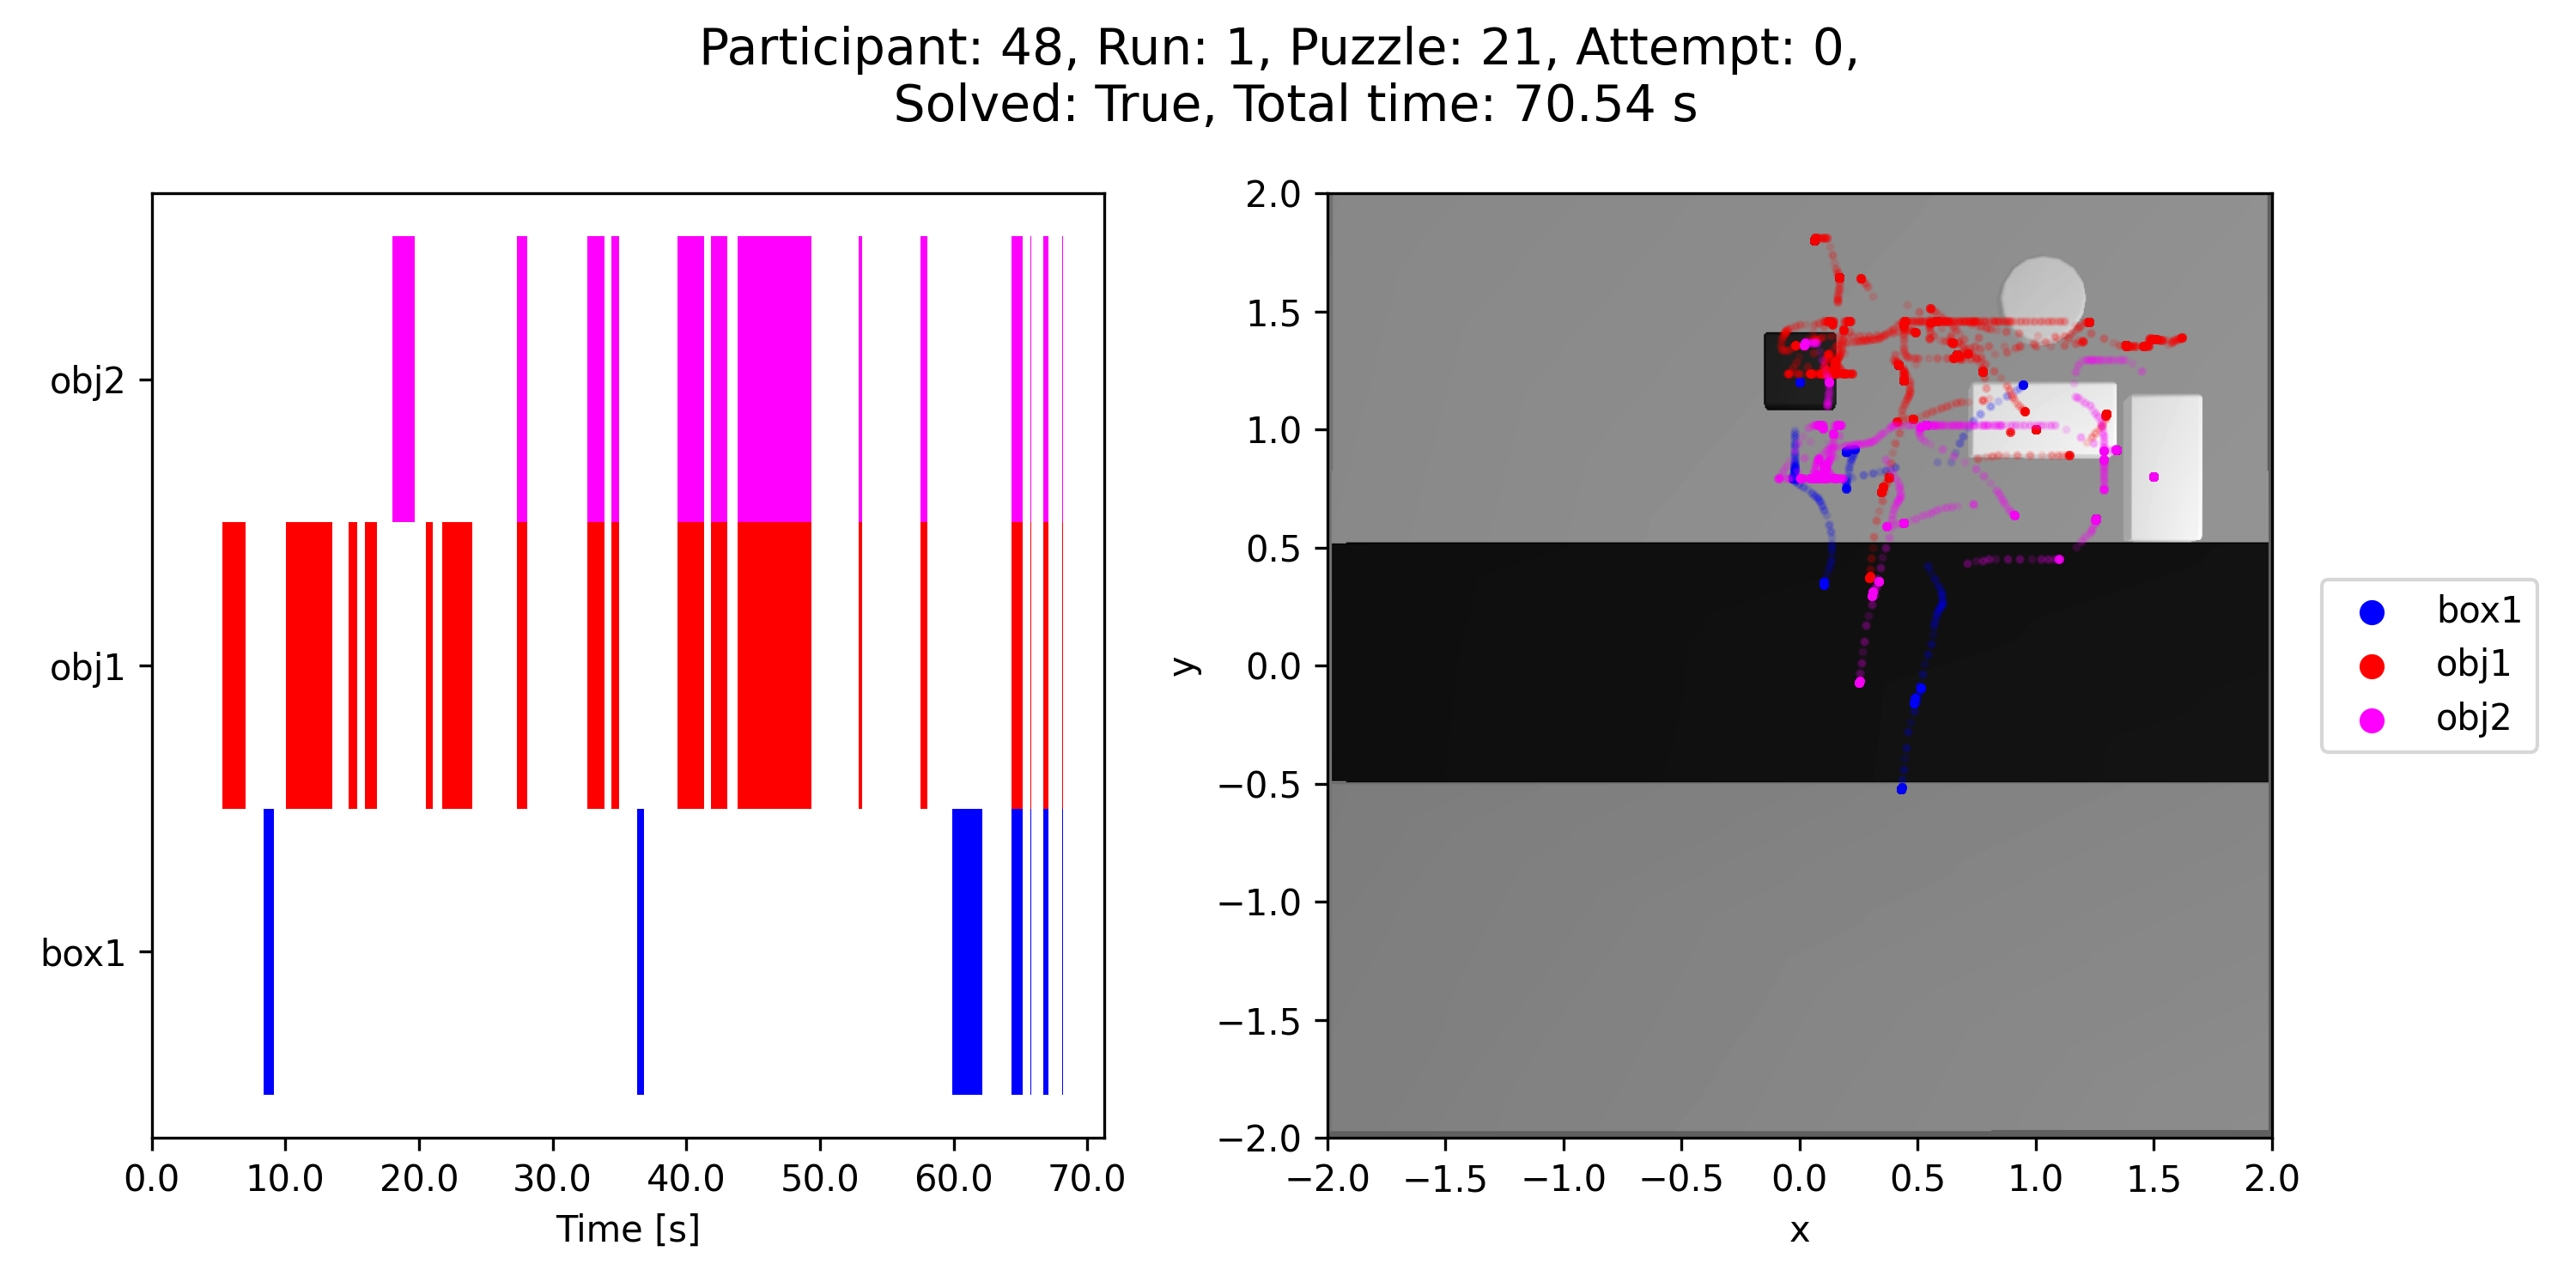 Participant: 48, Run: 1, Puzzle: 21, Attempt: 0,
Solved: True, Total time: 70.54 s
obj2
obj1
box1
0.0 10.0 20.0 30.0 40.0 50.0 60.0 70.0
Time [s]
2.0
1.5
1.0
0.5
0.0
−0.5
−1.0
−1.5
−2.0
y
−2.0 −1.5 −1.0 −0.5 0.0 0.5 1.0 1.5 2.0
x
box1
obj1
obj2